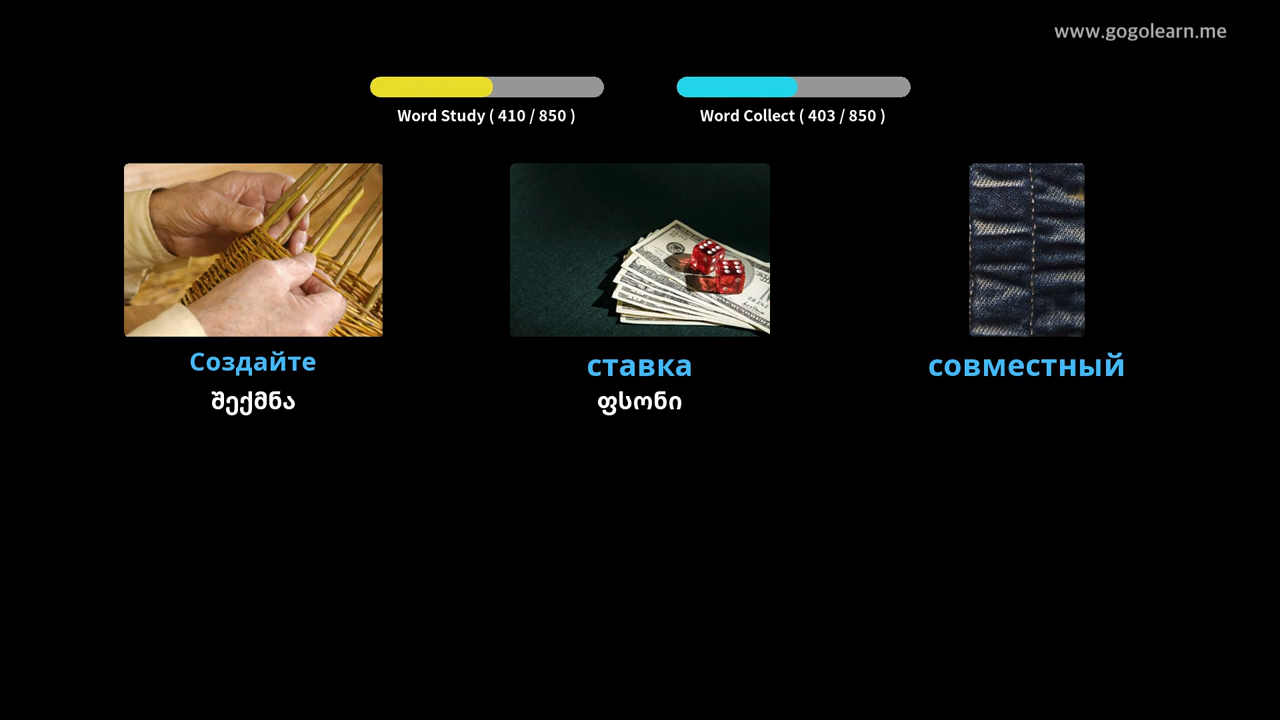 www.gogolearn.me
Word Study ( 410 / 850 )
Word Collect ( 403 / 850 )
Создайте
შექმნა
ставка
ფსონი
совместный